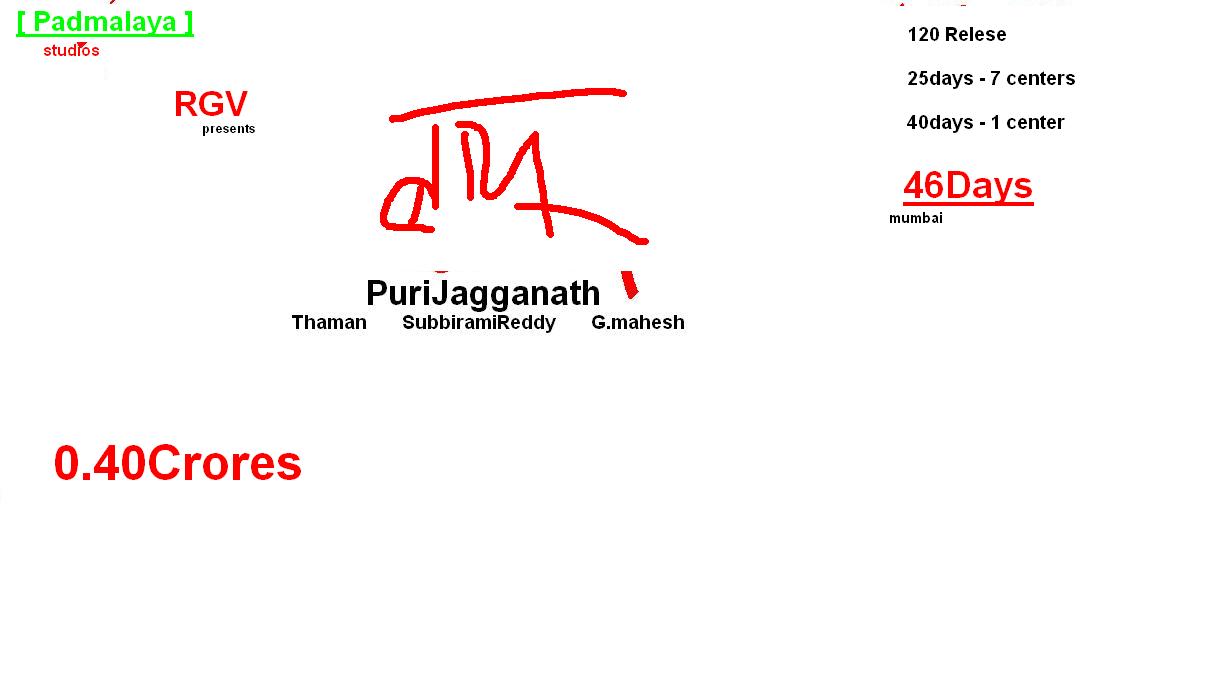 [ Padmalaya ]
studios
RGV
presents
PuriJagganath
Thaman SubbiramiReddy G.mahesh
120 Relese
25days - 7 centers
40days - 1 center
46Days
mumbai
0.40Crores